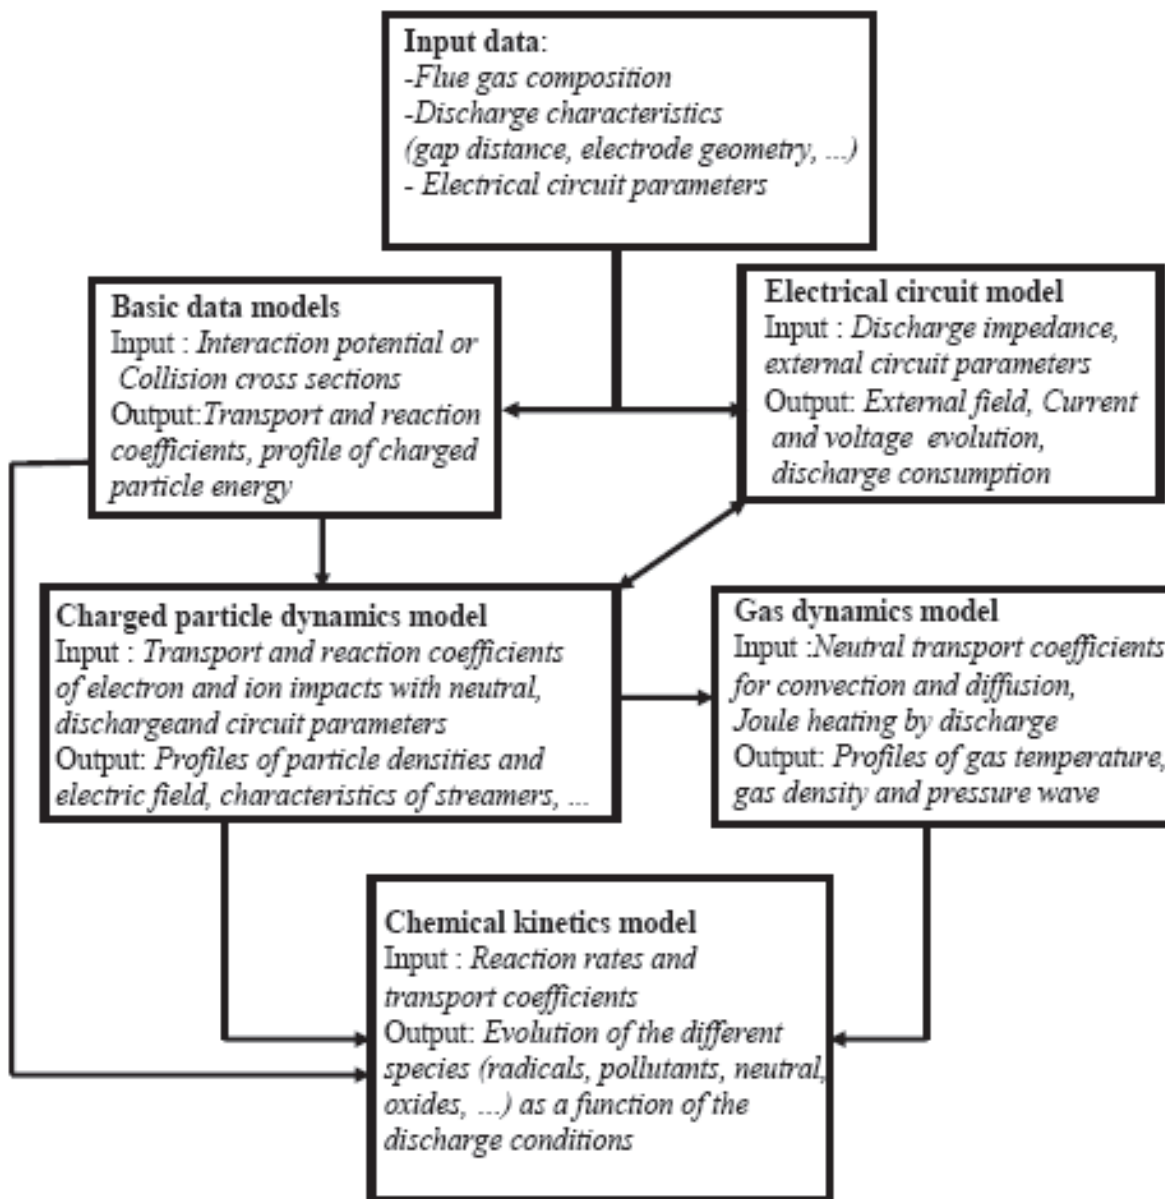 Input data:
-Flue gas composition
-Discharge characteristics
(gap distance, electrode geometry, ...)
- Electrical circuit parameters
Basic data models
Input : Interaction potential or
Collision cross sections
Output:Transport and reaction
coefficients, profile of charged
particle energy
Electrical circuit model
Input : Discharge impedance,
external circuit parameters
Output: External field, Current
and voltage evolution,
discharge consumption
Charged particle dynamics model
Input : Transport and reaction coefficients
of electron and ion impacts with neutral,
dischargeand circuit parameters
Output: Profiles of particle densities and
electric field, characteristics of streamers, ...
Gas dynamics model
Input :Neutral transport coefficients
for convection and diffusion,
Joule heating by discharge
Output: Profiles of gas temperature,
gas density and pressure wave
Chemical kinetics model
Input : Reaction rates and
transport coefficients
Output: Evolution of the different
species (radicals, pollutants, neutral,
oxides, ...) as a function of the
discharge conditions